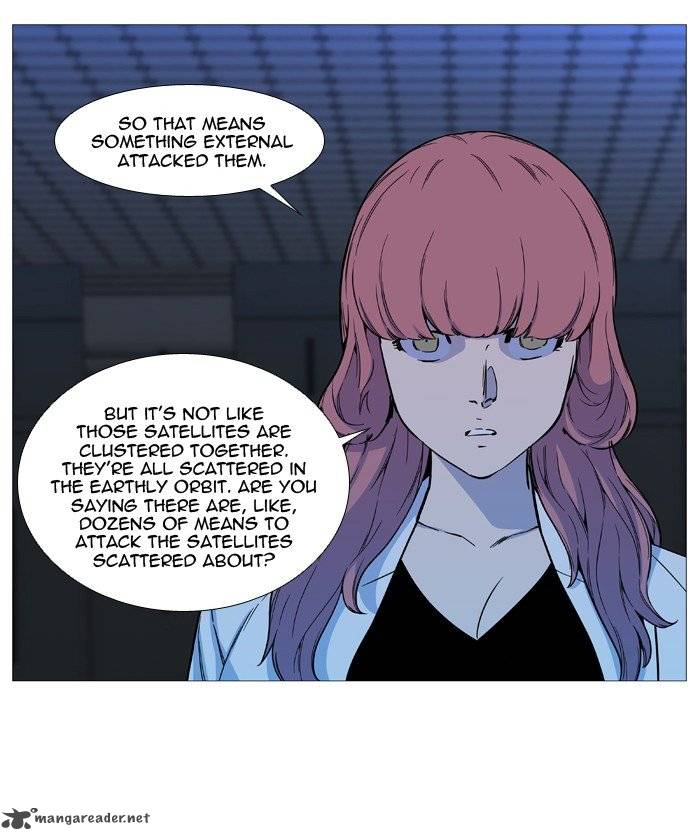 SO THAT MEANS
SOMETHING EXTERNAL
ATTACKED THEM.
BUT IT'S NOT LIKE
THOSE SATELLITES ARE
CLUSTERED TOGETHER.
THEY'RE ALL SCATTERED IN
THE EARTHLY ORBIT. ARE YOU
SAYING THERE ARE, LIKE,
DOZENS OF MEANS TO
ATTACK THE SATELLITES
SCATTERED ABOUT?
mangareader.net